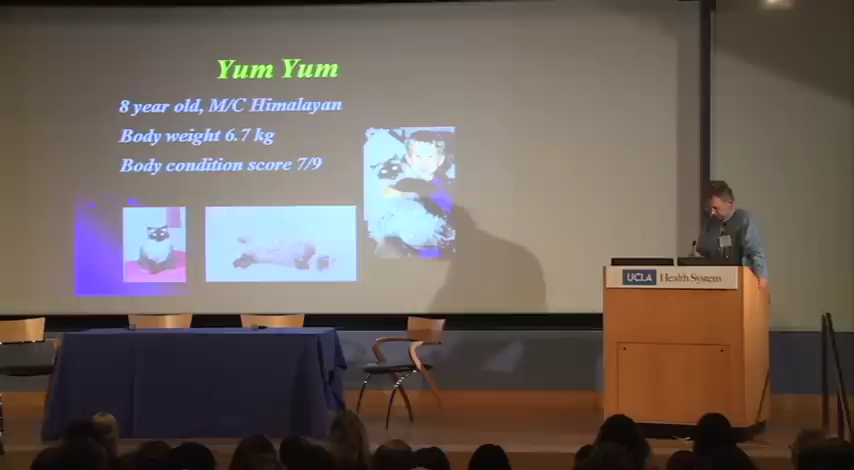 Yum Yum
8 year old, M/C Himalayan
Body weight 6.7 kg
Body condition score 7/9
UCLA Health System